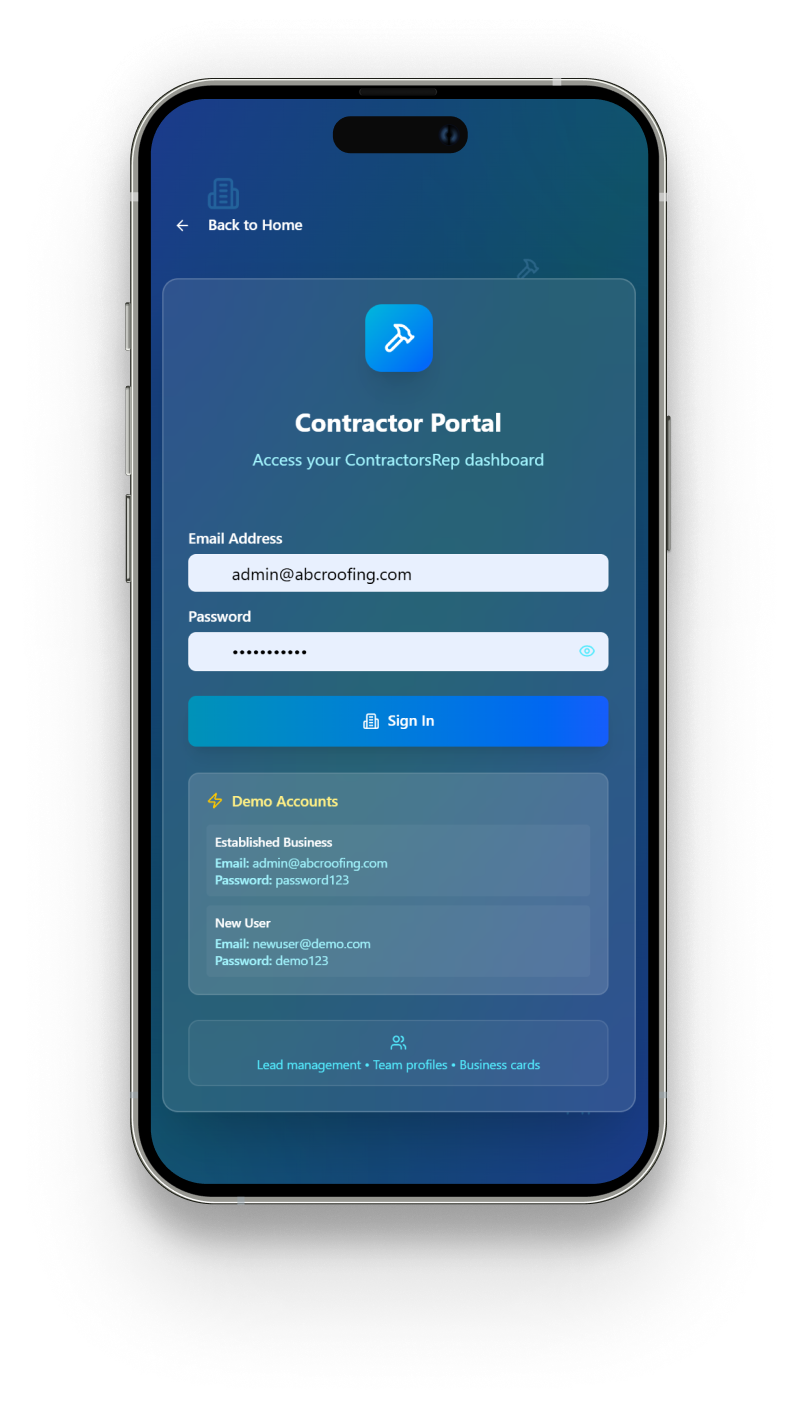 Back to Home
Contractor Portal
Access your ContractorsRep dashboard
Email Address
admin@abcroofing.com
Password
•••••••••••
Sign In
Demo Accounts
Established Business
Email: admin@abcroofing.com
Password: password123
New User
Email: newuser@demo.com
Password: demo123
Lead management • Team profiles • Business cards